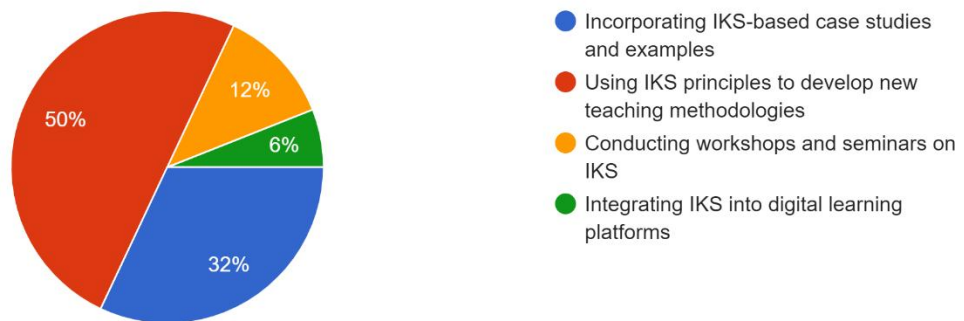 50%
12%
6%
32%
Incorporating IKS-based case studies
and examples
Using IKS principles to develop new
teaching methodologies
Conducting workshops and seminars on
IKS
Integrating IKS into digital learning
platforms